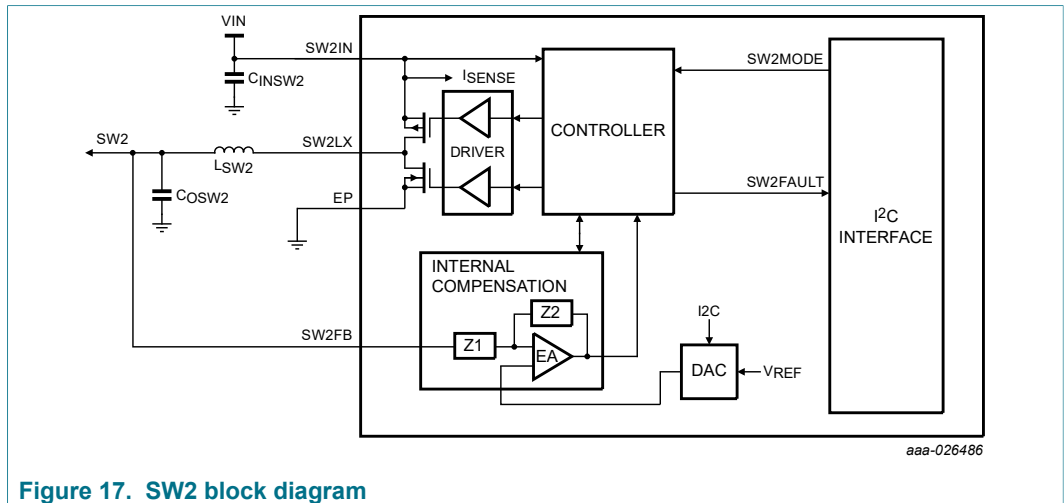 VIN
SW2IN
CINSW2
ISENSE
SW2MODE
CONTROLLER
SW2
SW2LX
LSW2
DRIVER
COSW2
SW2FAULT
EP
I2C
INTERFACE
INTERNAL
COMPENSATION
Z2
I2C
SW2FB
Z1
EA
DAC
VREF
aaa-026486
Figure 17. SW2 block diagram